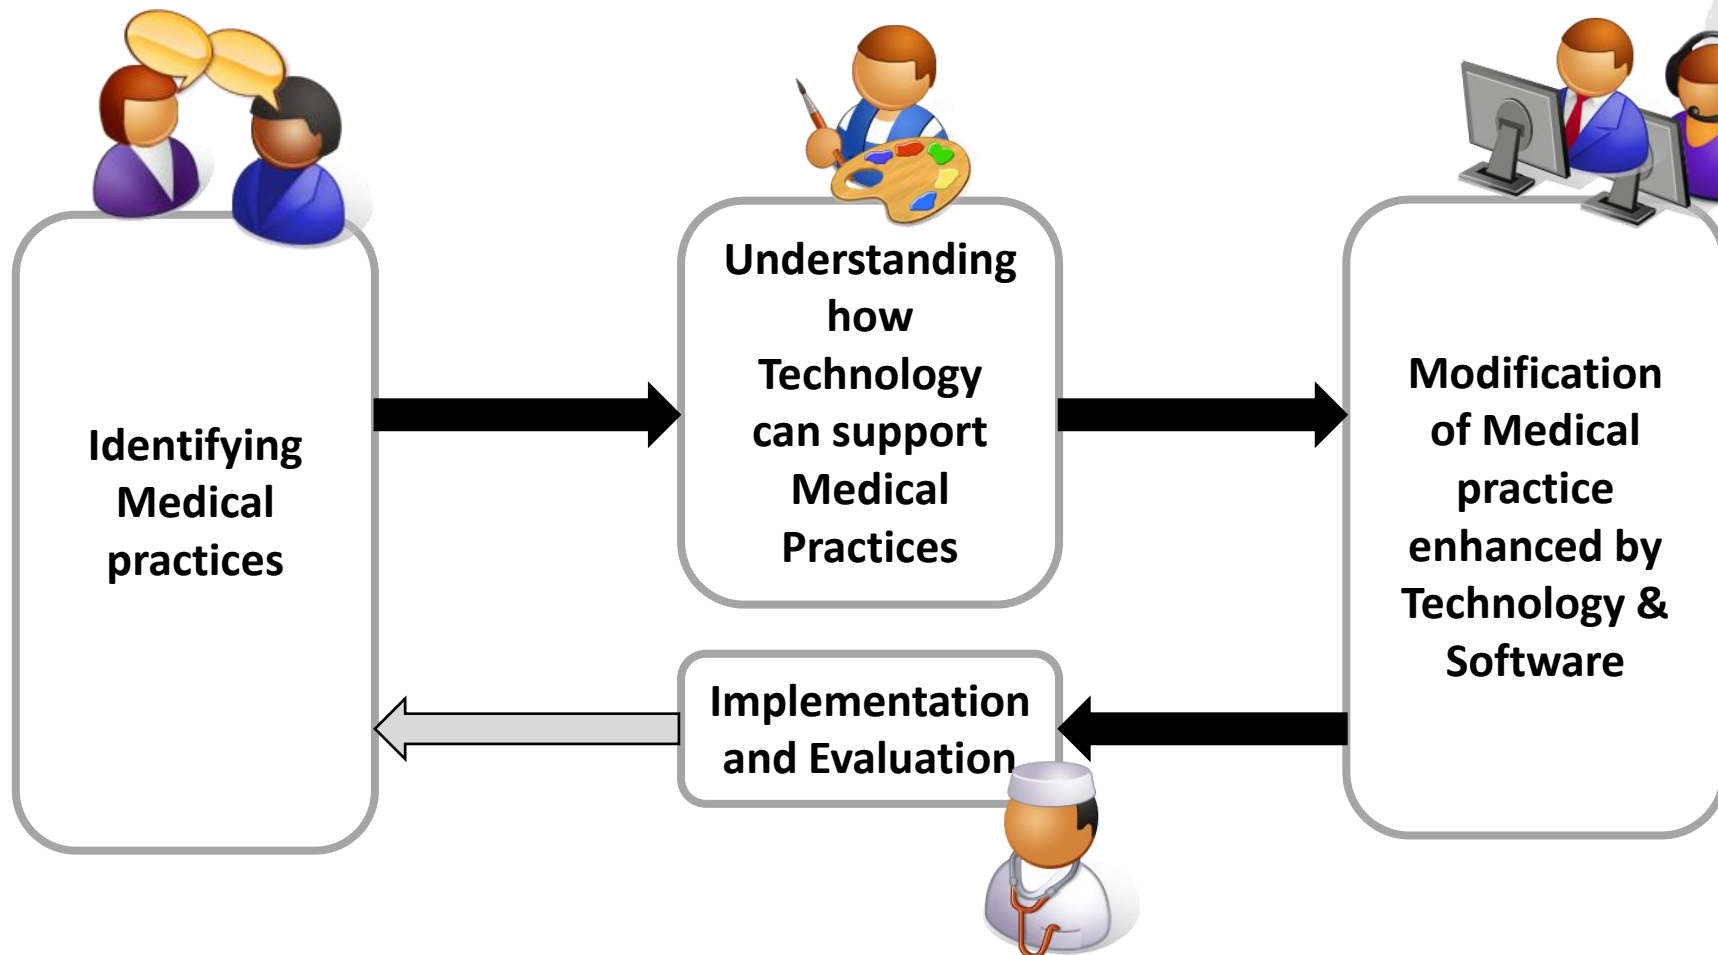 Identifying
Medical
practices
Understanding
how
Technology
can support
Medical
Practices
Modification
of Medical
practice
enhanced by
Technology &
Software
Implementation
and Evaluation